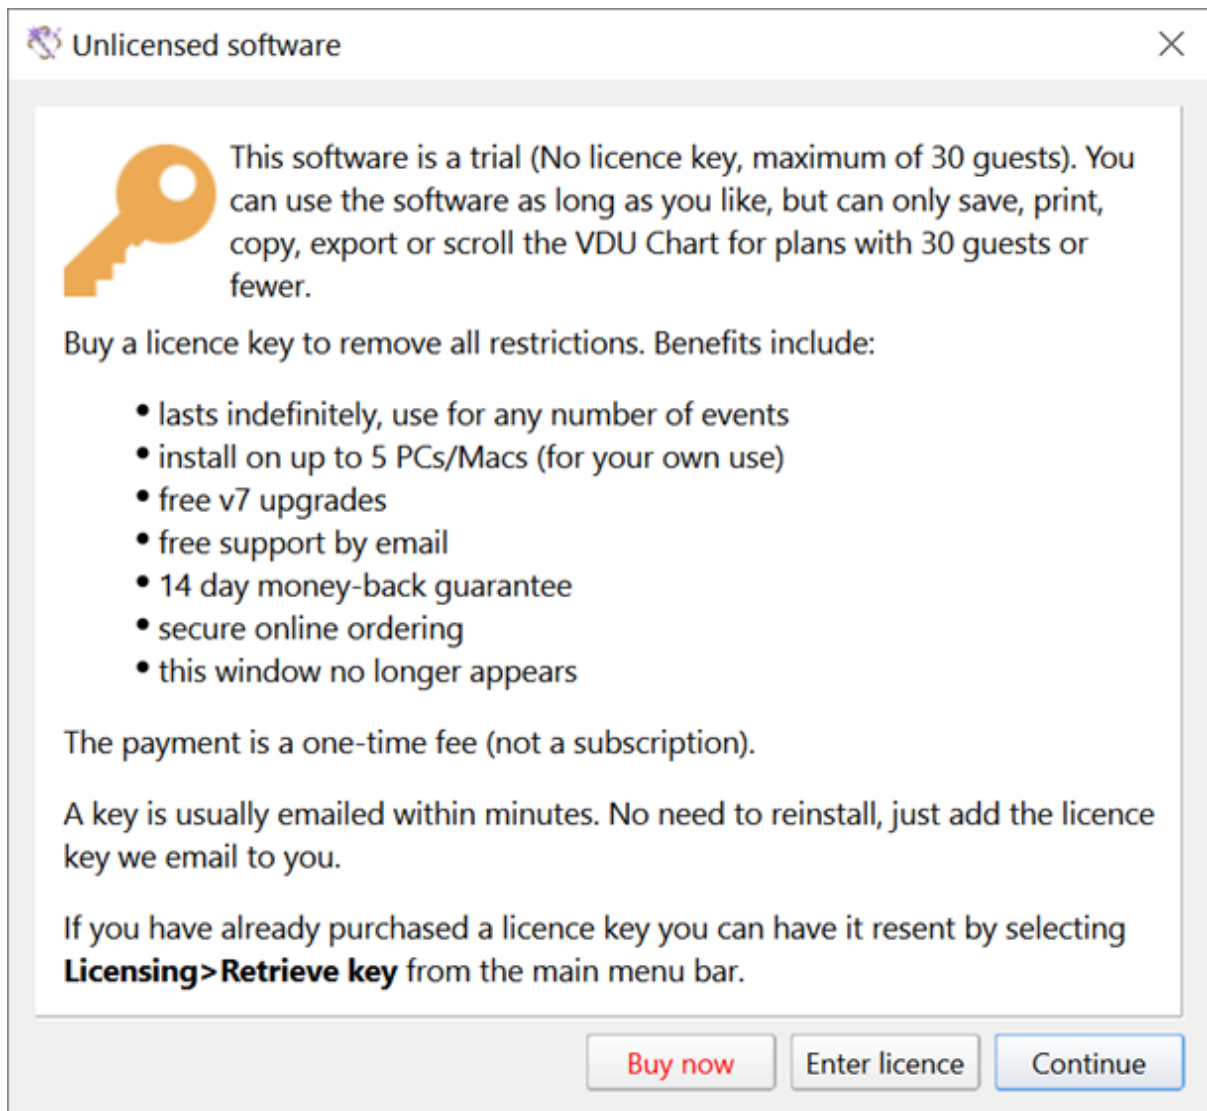 Unlicensed software
This software is a trial (No licence key, maximum of 30 guests). You
can use the software as long as you like, but can only save, print,
copy, export or scroll the VDU Chart for plans with 30 guests or
fewer.
Buy a licence key to remove all restrictions. Benefits include:
• lasts indefinitely, use for any number of events
• install on up to 5 PCs/Macs (for your own use)
• free v7 upgrades
• free support by email
• 14 day money-back guarantee
• secure online ordering
• this window no longer appears
The payment is a one-time fee (not a subscription).
A key is usually emailed within minutes. No need to reinstall, just add the licence
key we email to you.
If you have already purchased a licence key you can have it resent by selecting
Licensing>Retrieve key from the main menu bar.
Buy now Enter licence Continue